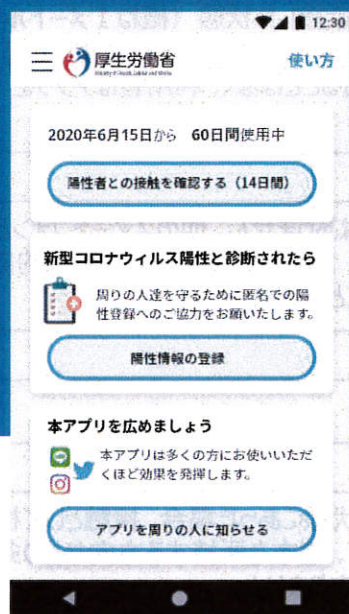 12:30
厚生労働省
使い方
2020年6月15日から 60日間使用中
陽性者との接触を確認する（14日間）
新型コロナウィルス陽性と診断されたら
周りの人達を守るために匿名での陽
性登録へのご協力をお願いたします。
陽性情報の登録
本アプリを広めましょう
本アプリは多くの方にお使いいただ
くほど効果を発揮します。
アプリを周りの人に知らせる